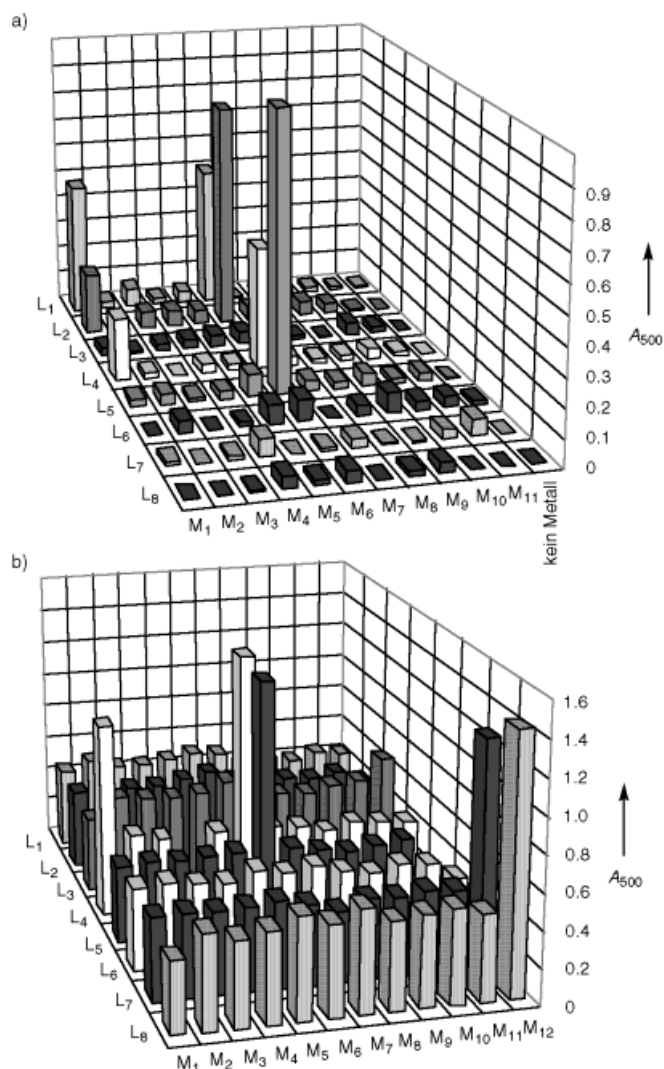 a)
0.9
0.8
0.7
0.6
0.5
0.4
0.3
0.2
0.1
0
A500
L1
L2
L3
L4
L5
L6
L7
L8
M1 M2 M3 M4 M5 M6 M7 M8 M9 M10 M11 kein Metall
b)
1.6
1.4
1.2
1.0
0.8
0.6
0.4
0.2
0
A500
L1
L2
L3
L4
L5
L6
L7
L8
M1 M2 M3 M4 M5 M6 M7 M8 M9 M10 M11 M12